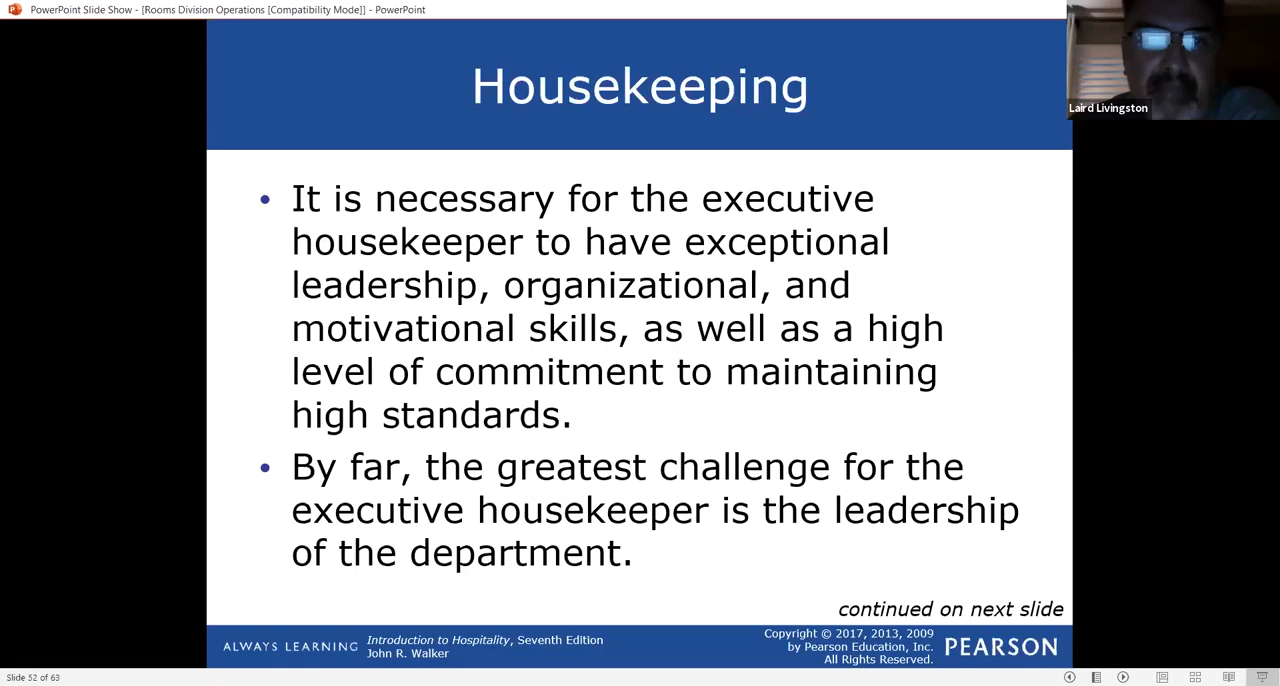 PowerPoint Slide Show - [Rooms Division Operations [Compatibility Mode]] - PowerPoint
Laird Livingston
Housekeeping
• It is necessary for the executive
housekeeper to have exceptional
leadership, organizational, and
motivational skills, as well as a high
level of commitment to maintaining
high standards.
• By far, the greatest challenge for the
executive housekeeper is the leadership
of the department.
continued on next slide
ALWAYS LEARNING
Introduction to Hospitality, Seventh Edition
John R. Walker
Copyright © 2017, 2013, 2009
by Pearson Education, Inc.
All Rights Reserved.
PEARSON
Slide 52 of 63